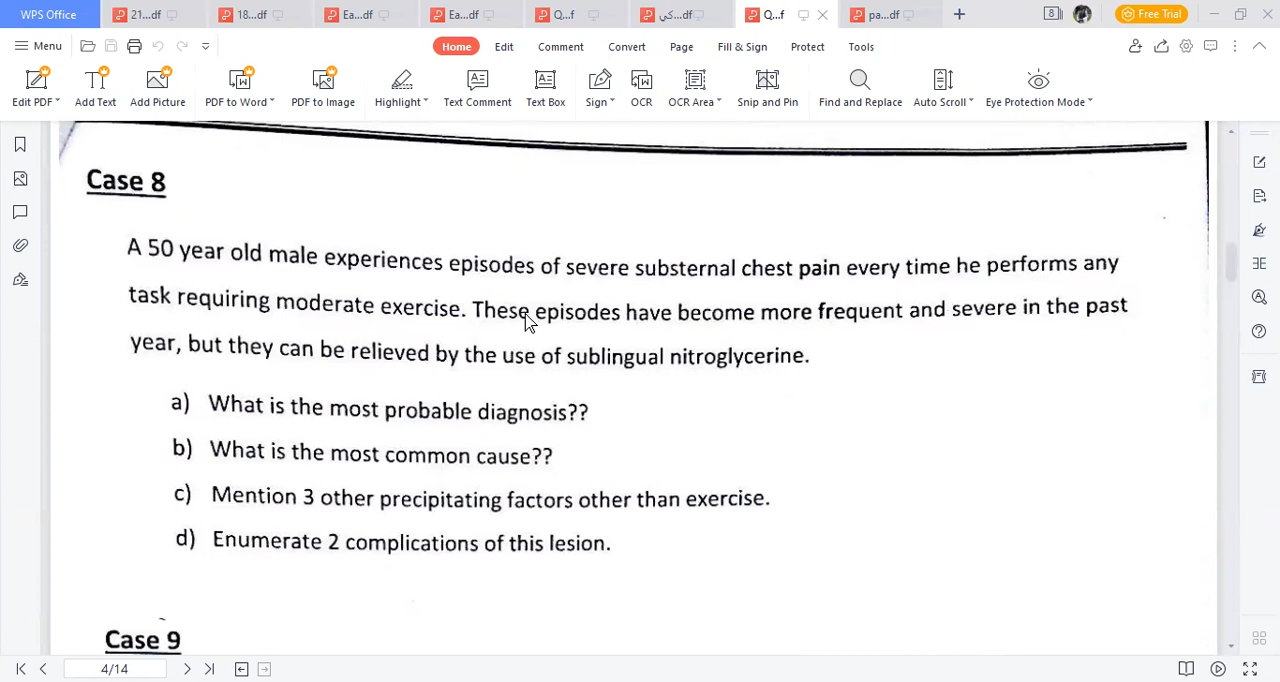 WPS Office 21...df 18...df Ea...df Ea...df Q...f كي...df Q...f pa...df 8 Free Trial
Menu Home Edit Comment Convert Page Fill & Sign Protect Tools
Edit PDF Add Text Add Picture PDF to Word PDF to Image Highlight Text Comment Text Box Sign OCR OCR Area Snip and Pin Find and Replace Auto Scroll Eye Protection Mode
Case 8
A 50 year old male experiences episodes of severe substernal chest pain every time he performs any
task requiring moderate exercise. These episodes have become more frequent and severe in the past
year, but they can be relieved by the use of sublingual nitroglycerine.
a) What is the most probable diagnosis??
b) What is the most common cause??
c) Mention 3 other precipitating factors other than exercise.
d) Enumerate 2 complications of this lesion.
Case 9
4/14